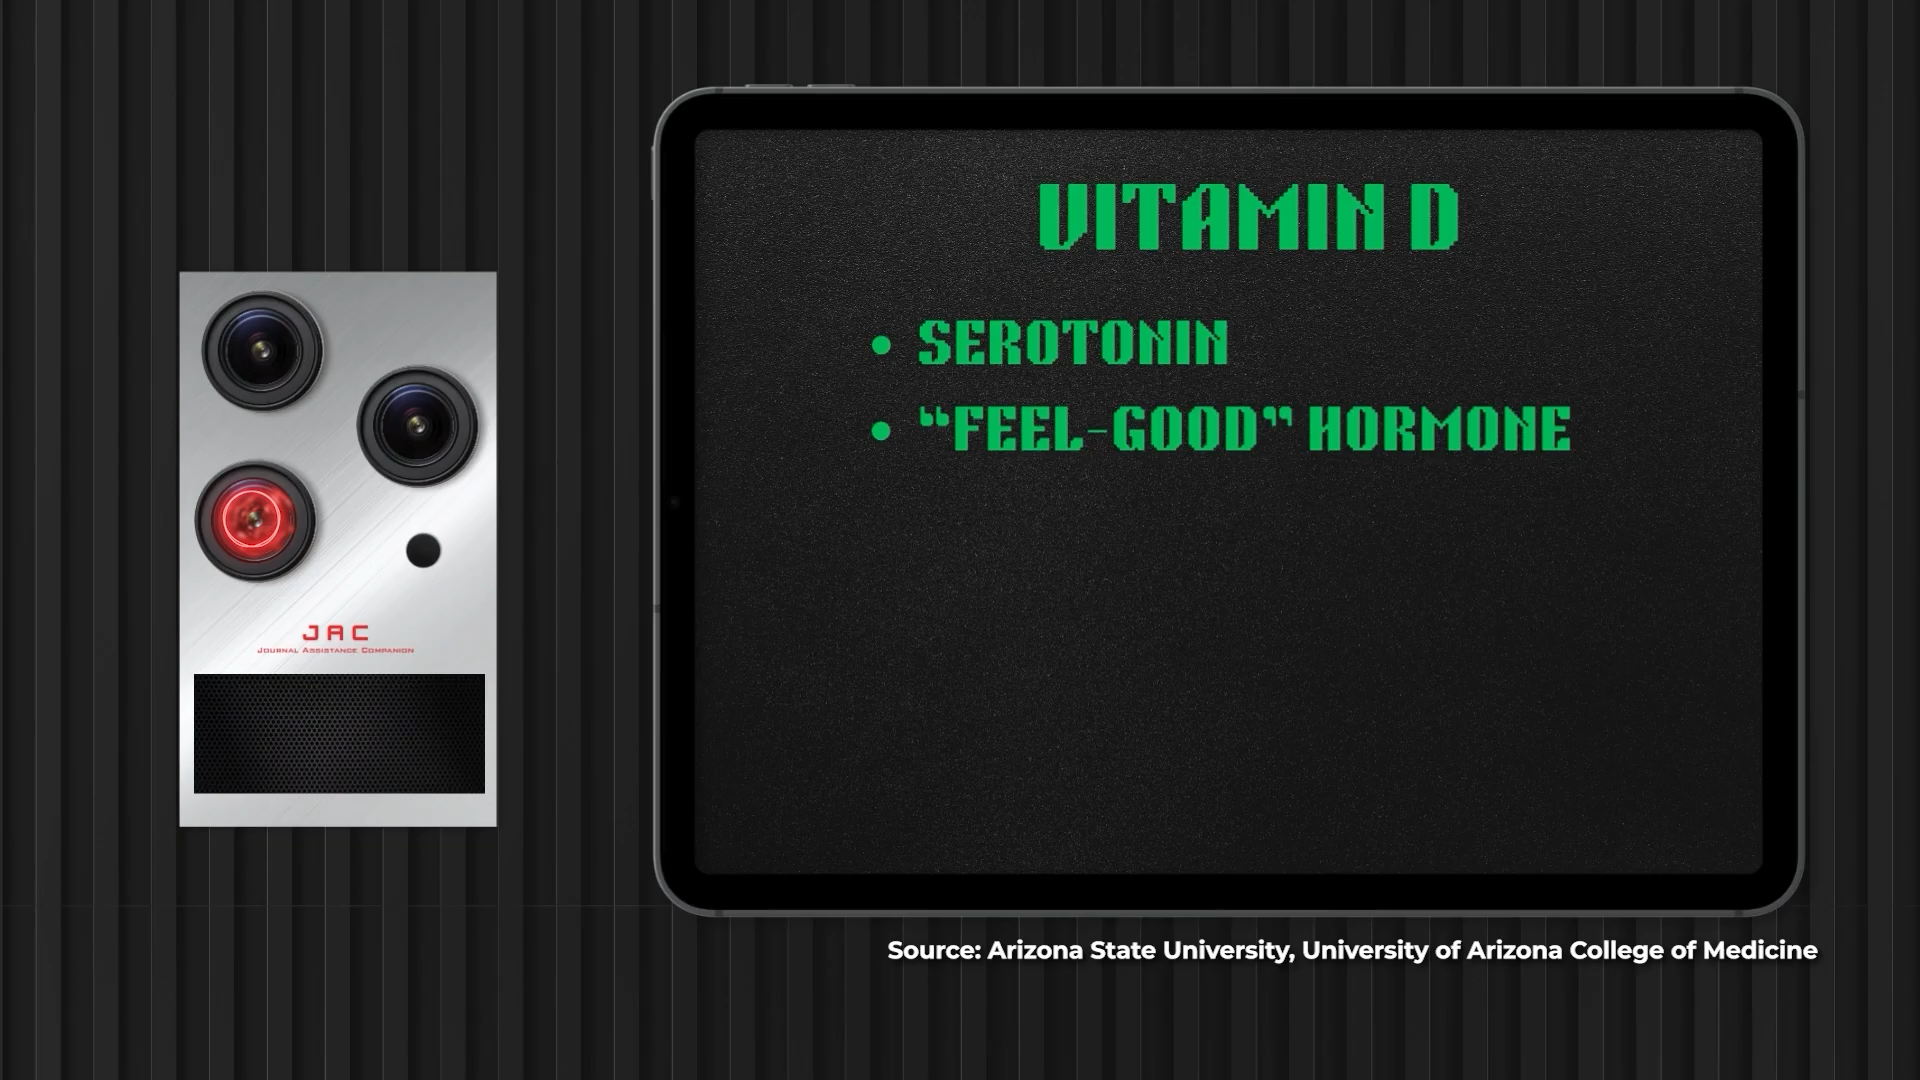 JAC
Journal Assistance Companion
VITAMIN D
• SEROTONIN
• “FEEL-GOOD” HORMONE
Source: Arizona State University, University of Arizona College of Medicine